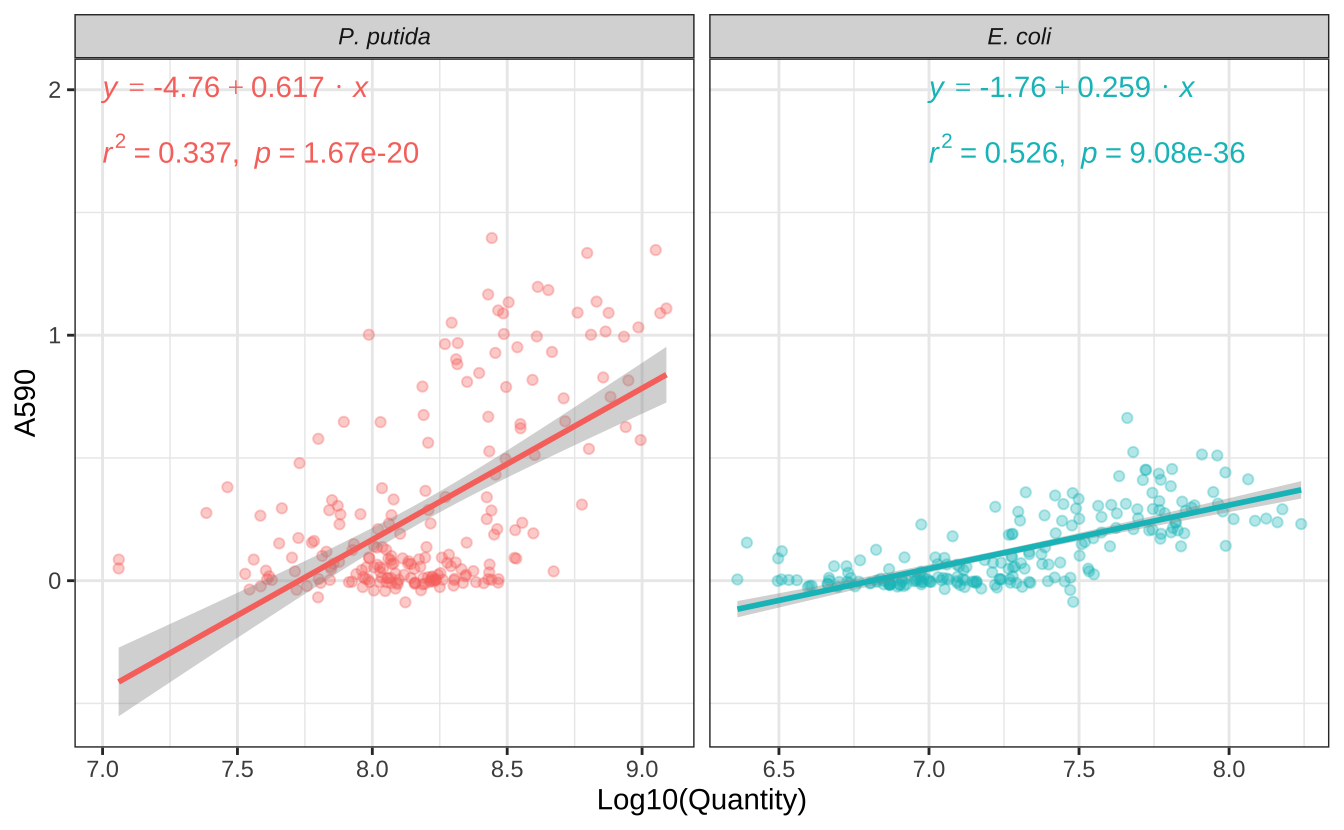 P. putida
E. coli
y = -4.76 + 0.617 · x
r² = 0.337, p = 1.67e-20
y = -1.76 + 0.259 · x
r² = 0.526, p = 9.08e-36
2
1
0
A590
7.0 7.5 8.0 8.5 9.0
6.5 7.0 7.5 8.0
Log10(Quantity)